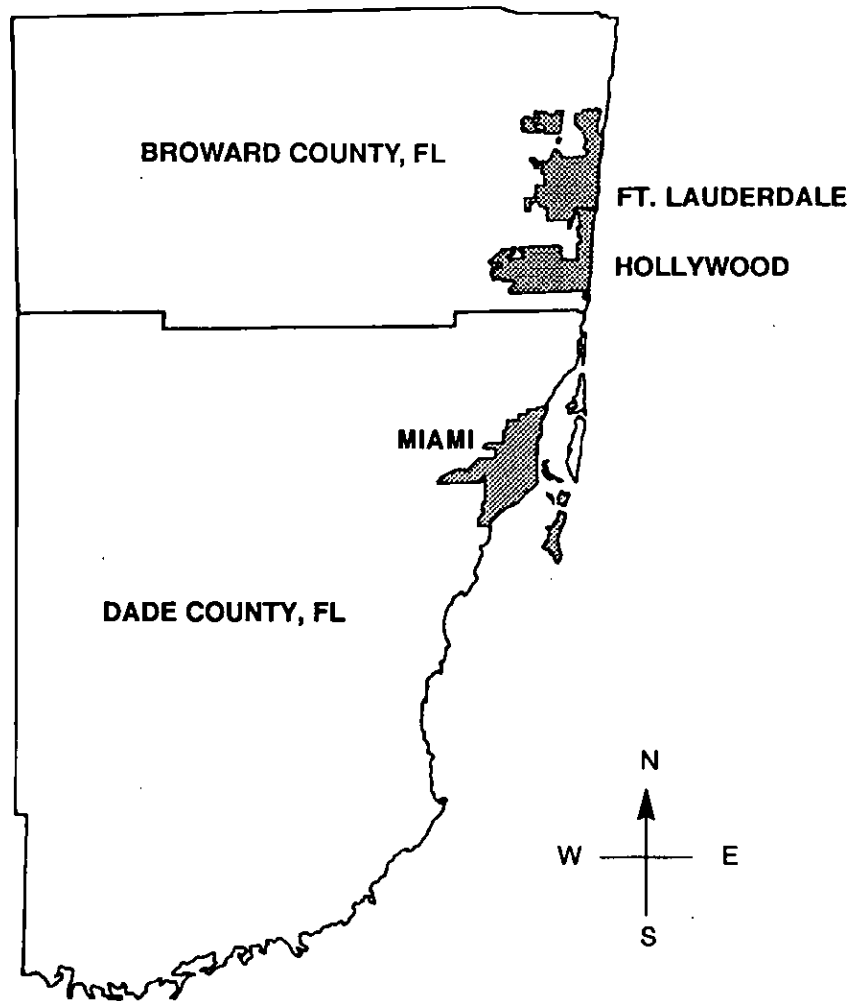 BROWARD COUNTY, FL
FT. LAUDERDALE
HOLLYWOOD
MIAMI
DADE COUNTY, FL
N
W E
S